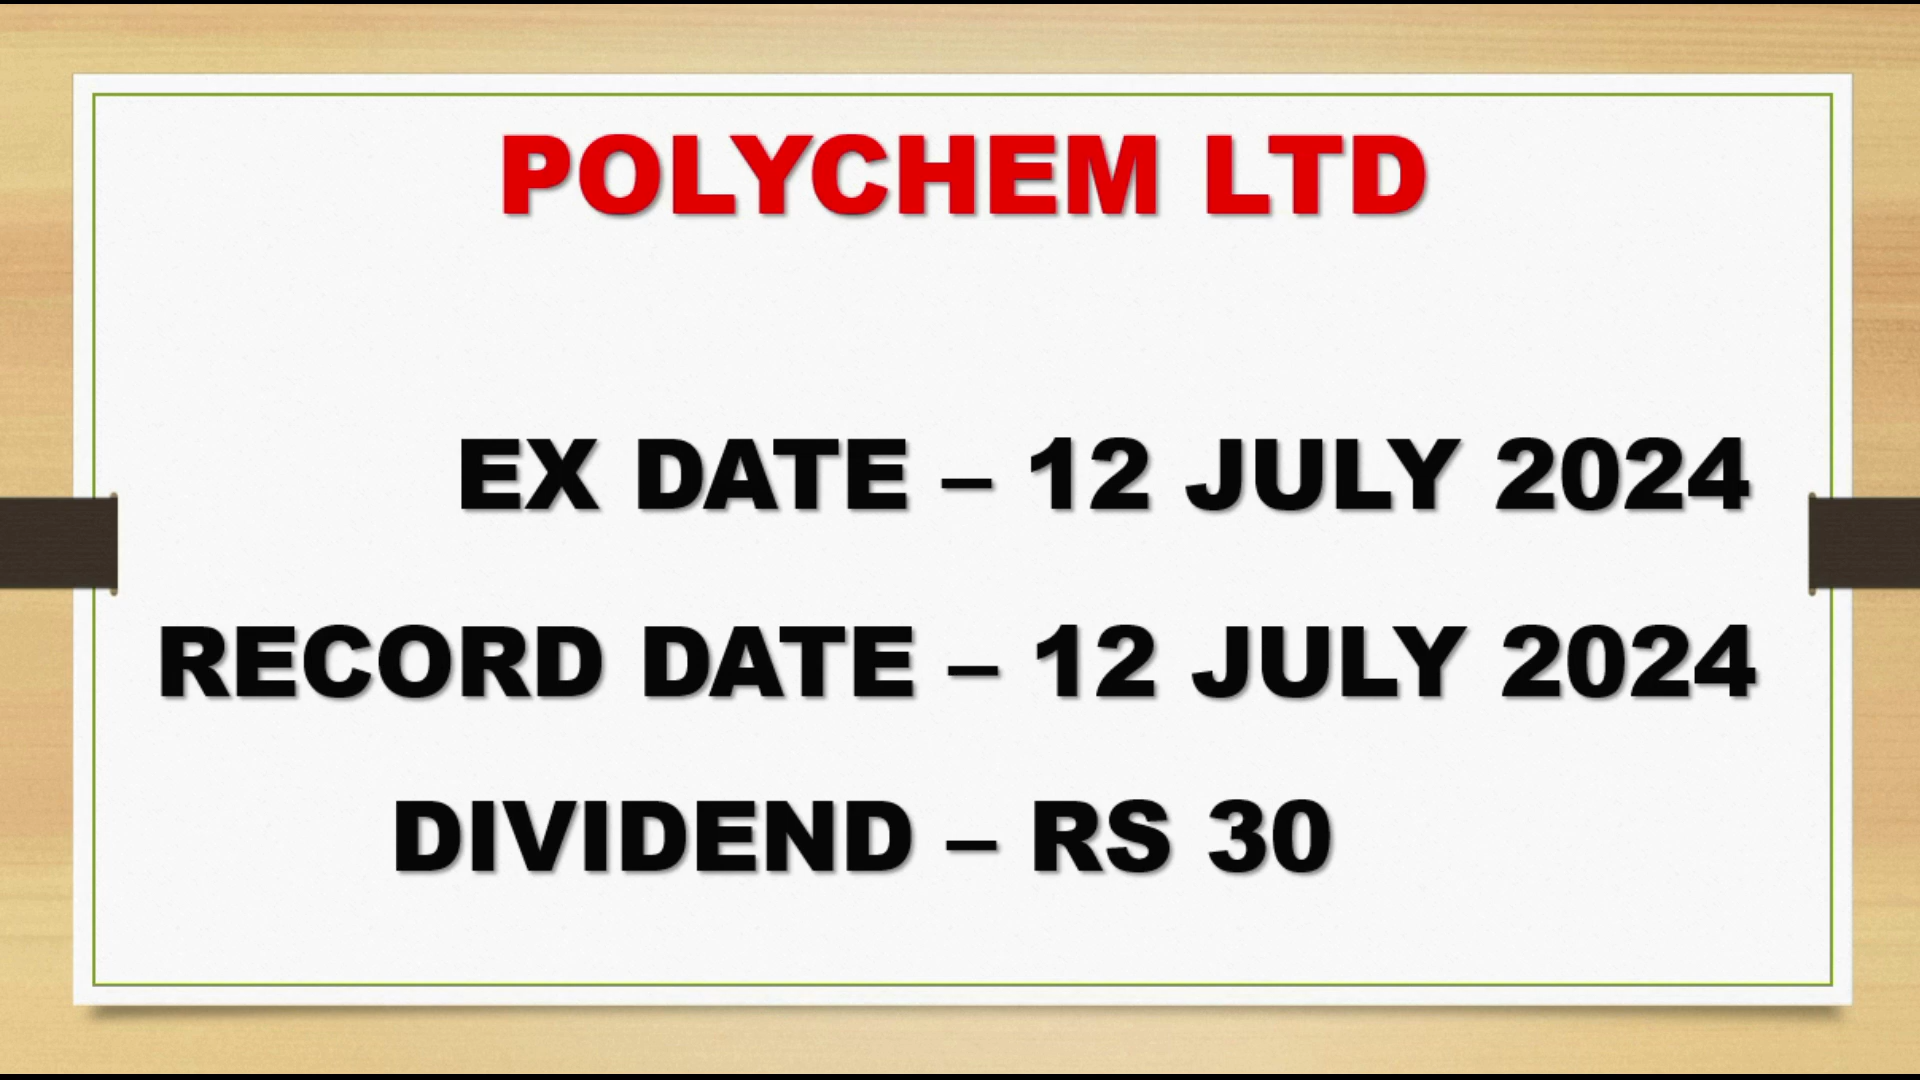 POLYCHEM LTD
EX DATE – 12 JULY 2024
RECORD DATE – 12 JULY 2024
DIVIDEND – RS 30